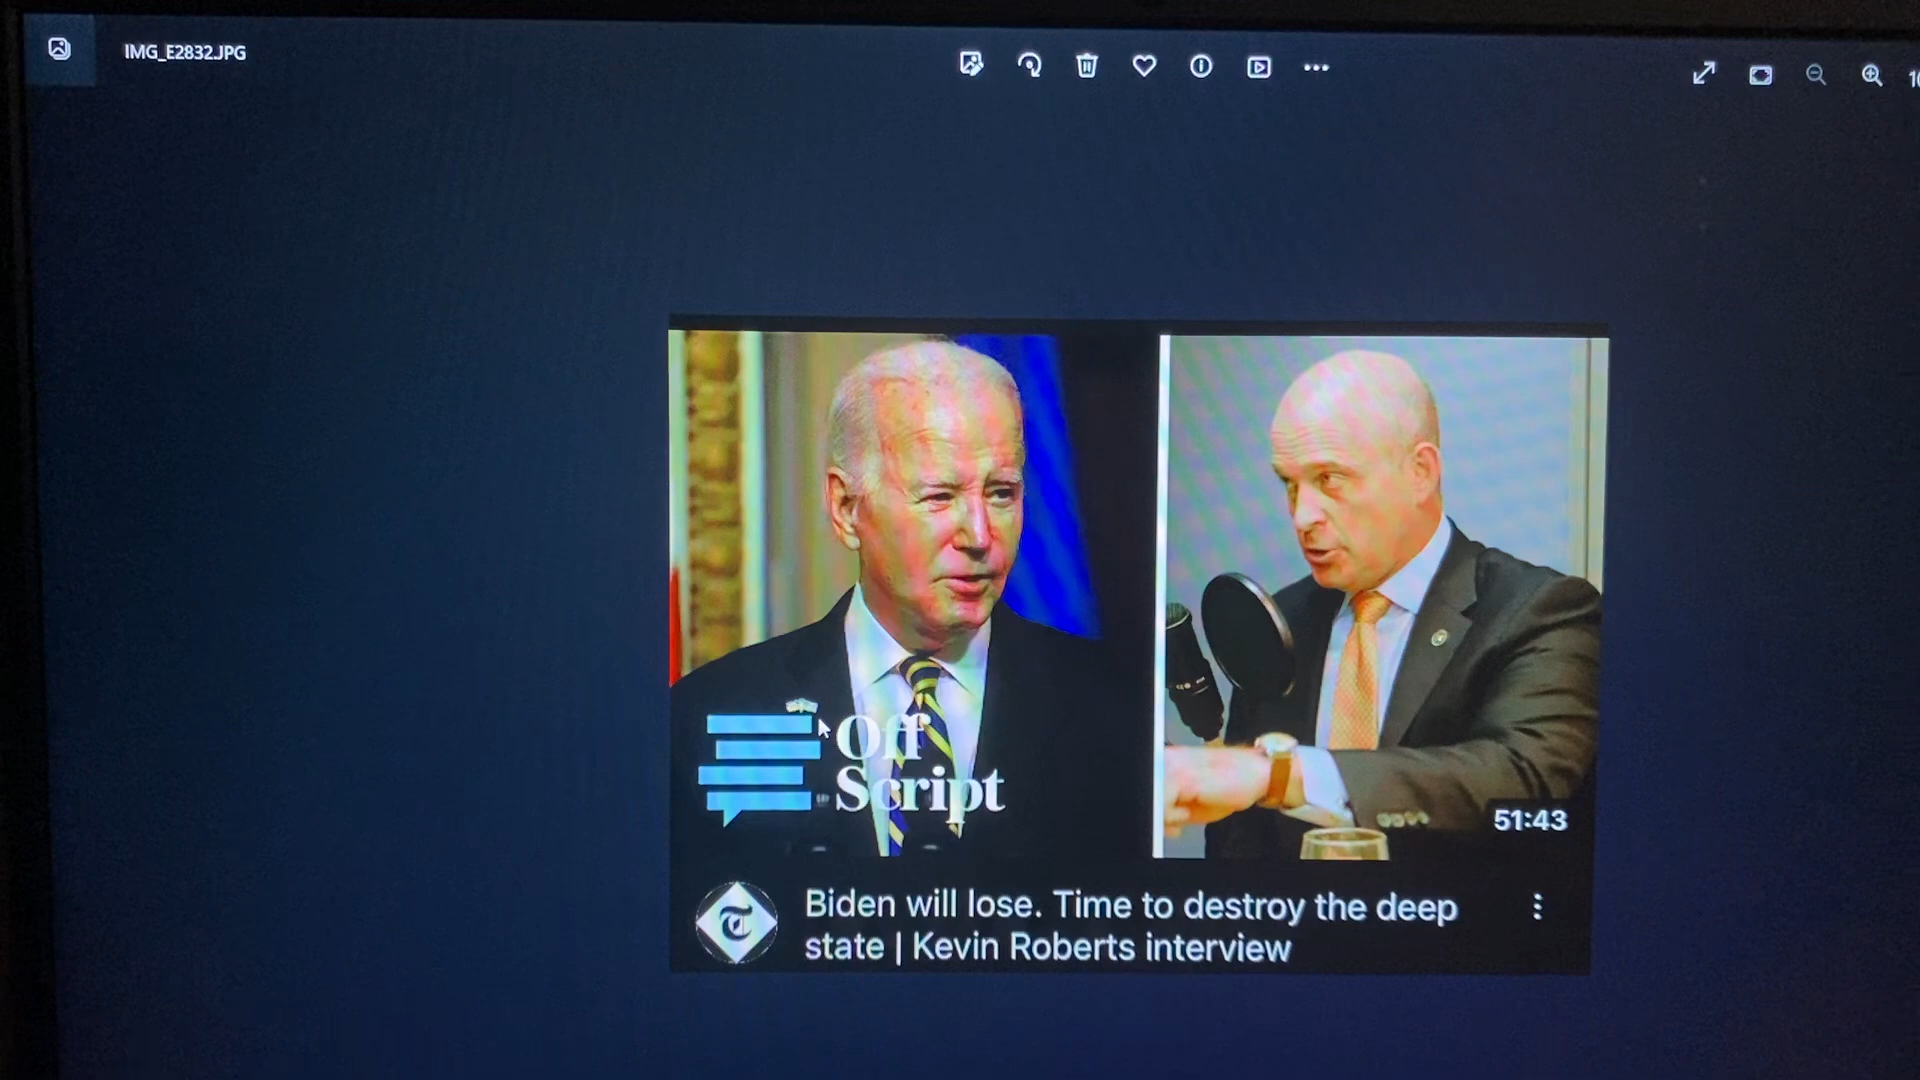 IMG_E2832.JPG
Off
Script
51:43
Biden will lose. Time to destroy the deep
state | Kevin Roberts interview